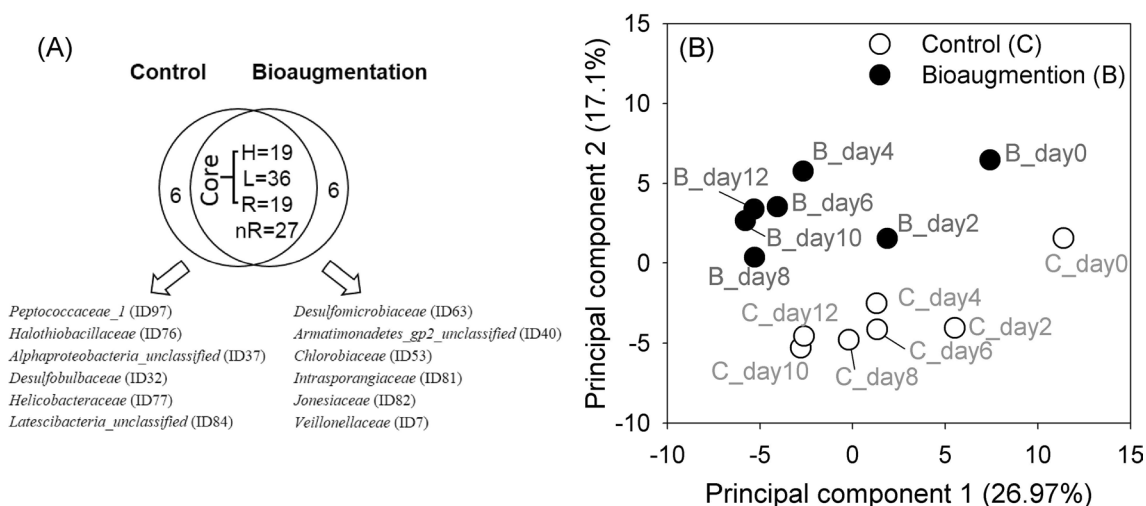 (A)
Control Bioaugmentation
6
Core
H=19
L=36
R=19
nR=27
6
Peptococcaceae_1 (ID97)
Halothiobacillaceae (ID76)
Alphaproteobacteria_unclassified (ID37)
Desulfobulbaceae (ID32)
Helicobacteraceae (ID77)
Latescibacteria_unclassified (ID84)
Desulfomicrobiaceae (ID63)
Armatimonadetes_gp2_unclassified (ID40)
Chlorobiaceae (ID53)
Intrasporangiaceae (ID81)
Jonesiaceae (ID82)
Veillonellaceae (ID7)
(B)
Control (C)
Bioaugmention (B)
Principal component 2 (17.1%)
15
10
5
0
-5
-10
B_day4
B_day0
B_day12
B_day6
B_day10
B_day2
B_day8
C_day0
C_day4
C_day12
C_day2
C_day6
C_day10
C_day8
-10 -5 0 5 10 15
Principal component 1 (26.97%)